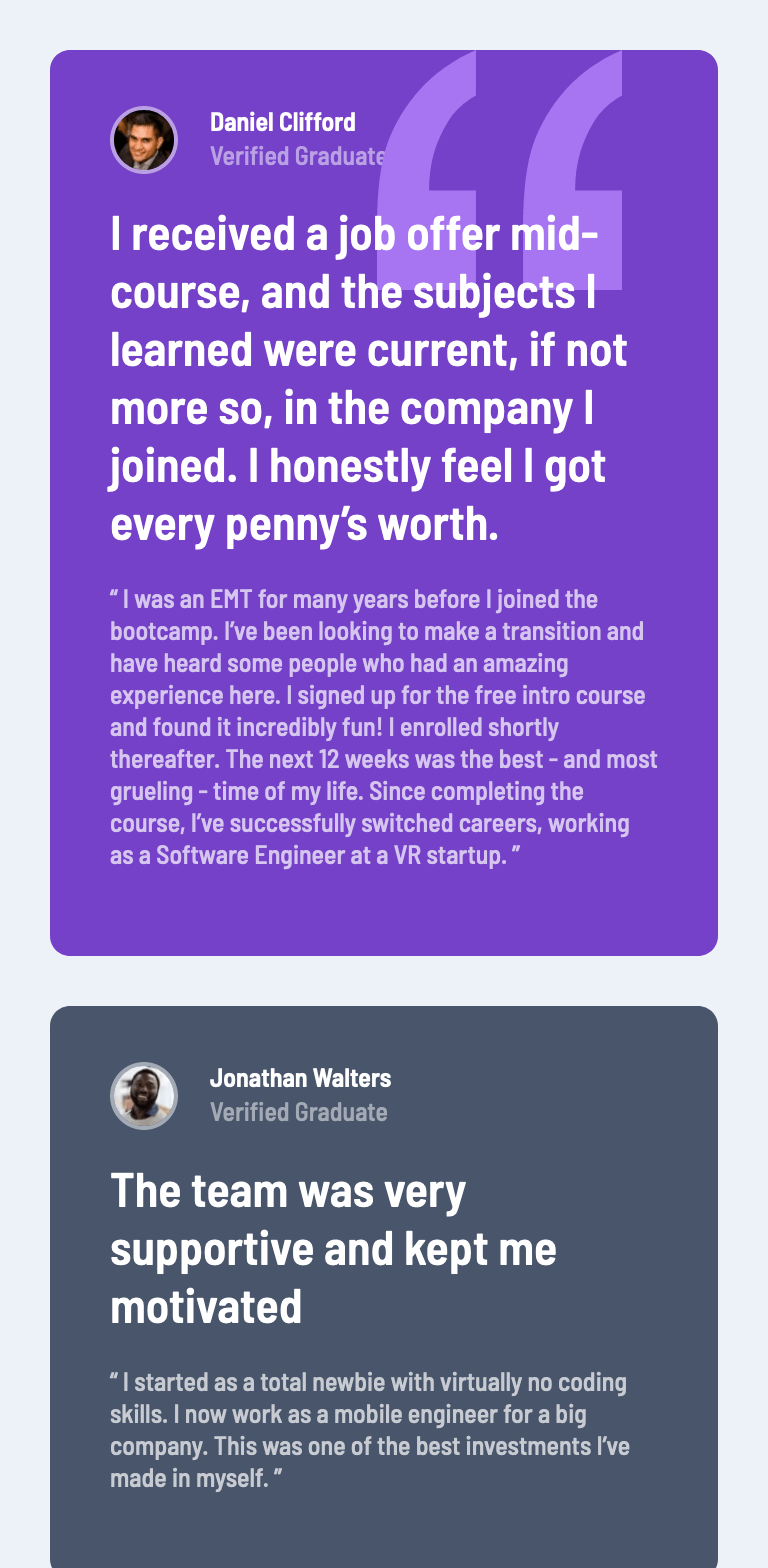 Daniel Clifford
Verified Graduate
I received a job offer mid-
course, and the subjects I
learned were current, if not
more so, in the company I
joined. I honestly feel I got
every penny’s worth.
“ I was an EMT for many years before I joined the
bootcamp. I’ve been looking to make a transition and
have heard some people who had an amazing
experience here. I signed up for the free intro course
and found it incredibly fun! I enrolled shortly
thereafter. The next 12 weeks was the best - and most
grueling - time of my life. Since completing the
course, I’ve successfully switched careers, working
as a Software Engineer at a VR startup. ”
Jonathan Walters
Verified Graduate
The team was very
supportive and kept me
motivated
“ I started as a total newbie with virtually no coding
skills. I now work as a mobile engineer for a big
company. This was one of the best investments I’ve
made in myself. ”